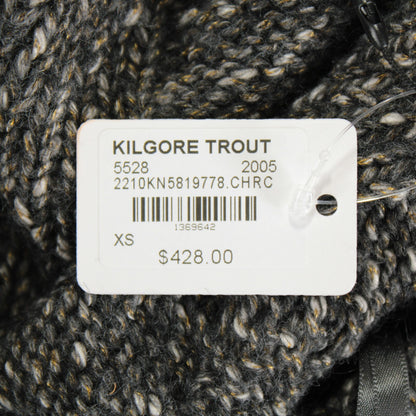 KILGORE TROUT
5528 2005
2210KN5819778.CHRC
1369642
XS
$428.00